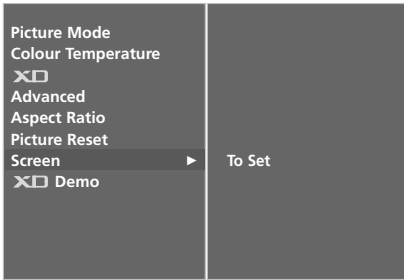 Picture Mode
Colour Temperature
XD
Advanced
Aspect Ratio
Picture Reset
Screen ► To Set
XD Demo